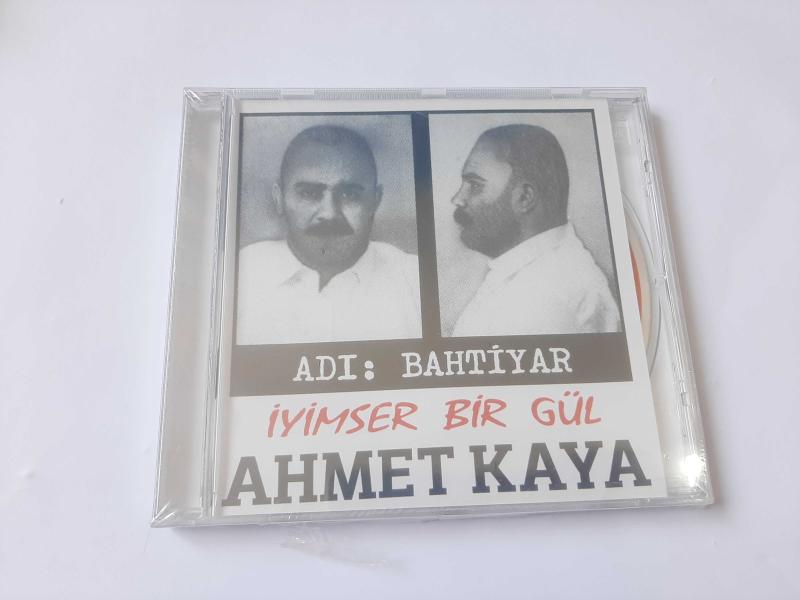 ADI: BAHTİYAR
İYİMSER BİR GÜL
AHMET KAYA